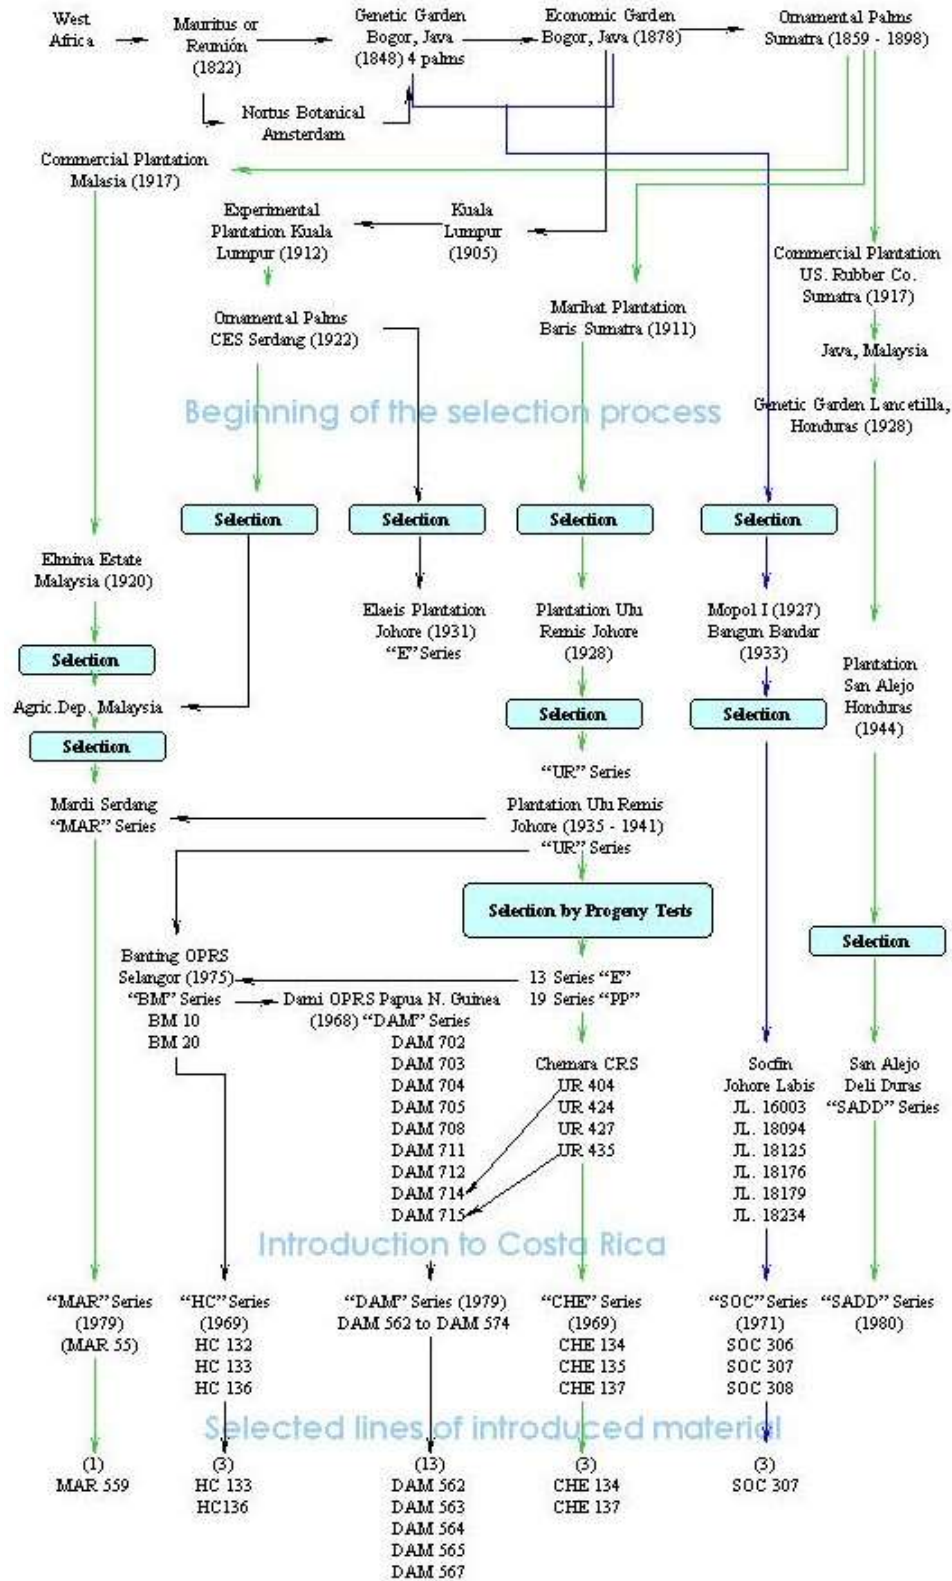 West
Africa
Mauritus or
Reunión
(1822)
Genetic Garden
Bogor, Java
(1848) 4 palms
Economic Garden
Bogor, Java (1878)
Ornamental Palms
Sumatra (1859 - 1898)
Nortus Botanical
Amsterdam
Commercial Plantation
Malasia (1917)
Experimental
Plantation Kuala
Lumpur (1912)
Kuala
Lumpur
(1905)
Commercial Plantation
US. Rubber Co.
Sumatra (1917)
Ornamental Palms
CES Serdang (1922)
Marihat Plantation
Baris Sumatra (1911)
Java, Malaysia
Beginning of the selection process
Genetic Garden Lancetilla,
Honduras (1928)
Selection
Selection
Selection
Selection
Elmina Estate
Malaysia (1920)
Elaeis Plantation
Johore (1931)
"E" Series
Plantation Ulu
Remis Johore
(1928)
Mopol I (1927)
Bangun Bandar
(1933)
Selection
Plantation
San Alejo
Honduras
(1944)
Agric.Dep. Malaysia
Selection
Selection
Selection
"UR" Series
Mardi Serdang
"MAR" Series
Plantation Ulu Remis
Johore (1935 - 1941)
"UR" Series
Selection by Progeny Tests
Selection
Banting OPRS
Selangor (1975)
"BM" Series
BM 10
BM 20
13 Series "E"
19 Series "PP"
Dami OPRS Papua N. Guinea
(1968) "DAM" Series
DAM 702
DAM 703
DAM 704
DAM 705
DAM 708
DAM 711
DAM 712
DAM 714
DAM 715
Chemara CRS
UR 404
UR 424
UR 427
UR 435
Socfin
Johore Labis
JL. 16003
JL. 18094
JL. 18125
JL. 18176
JL. 18179
JL. 18234
San Alejo
Deli Duras
"SADD" Series
Introduction to Costa Rica
"MAR" Series
(1979)
(MAR 55)
"HC" Series
(1969)
HC 132
HC 133
HC 136
"DAM" Series (1979)
DAM 562 to DAM 574
"CHE" Series
(1969)
CHE 134
CHE 135
CHE 137
"SOC" Series
(1971)
SOC 306
SOC 307
SOC 308
"SADD" Series
(1980)
Selected lines of introduced material
(1)
MAR 559
(3)
HC 133
HC136
(13)
DAM 562
DAM 563
DAM 564
DAM 565
DAM 567
(3)
CHE 134
CHE 137
(3)
SOC 307